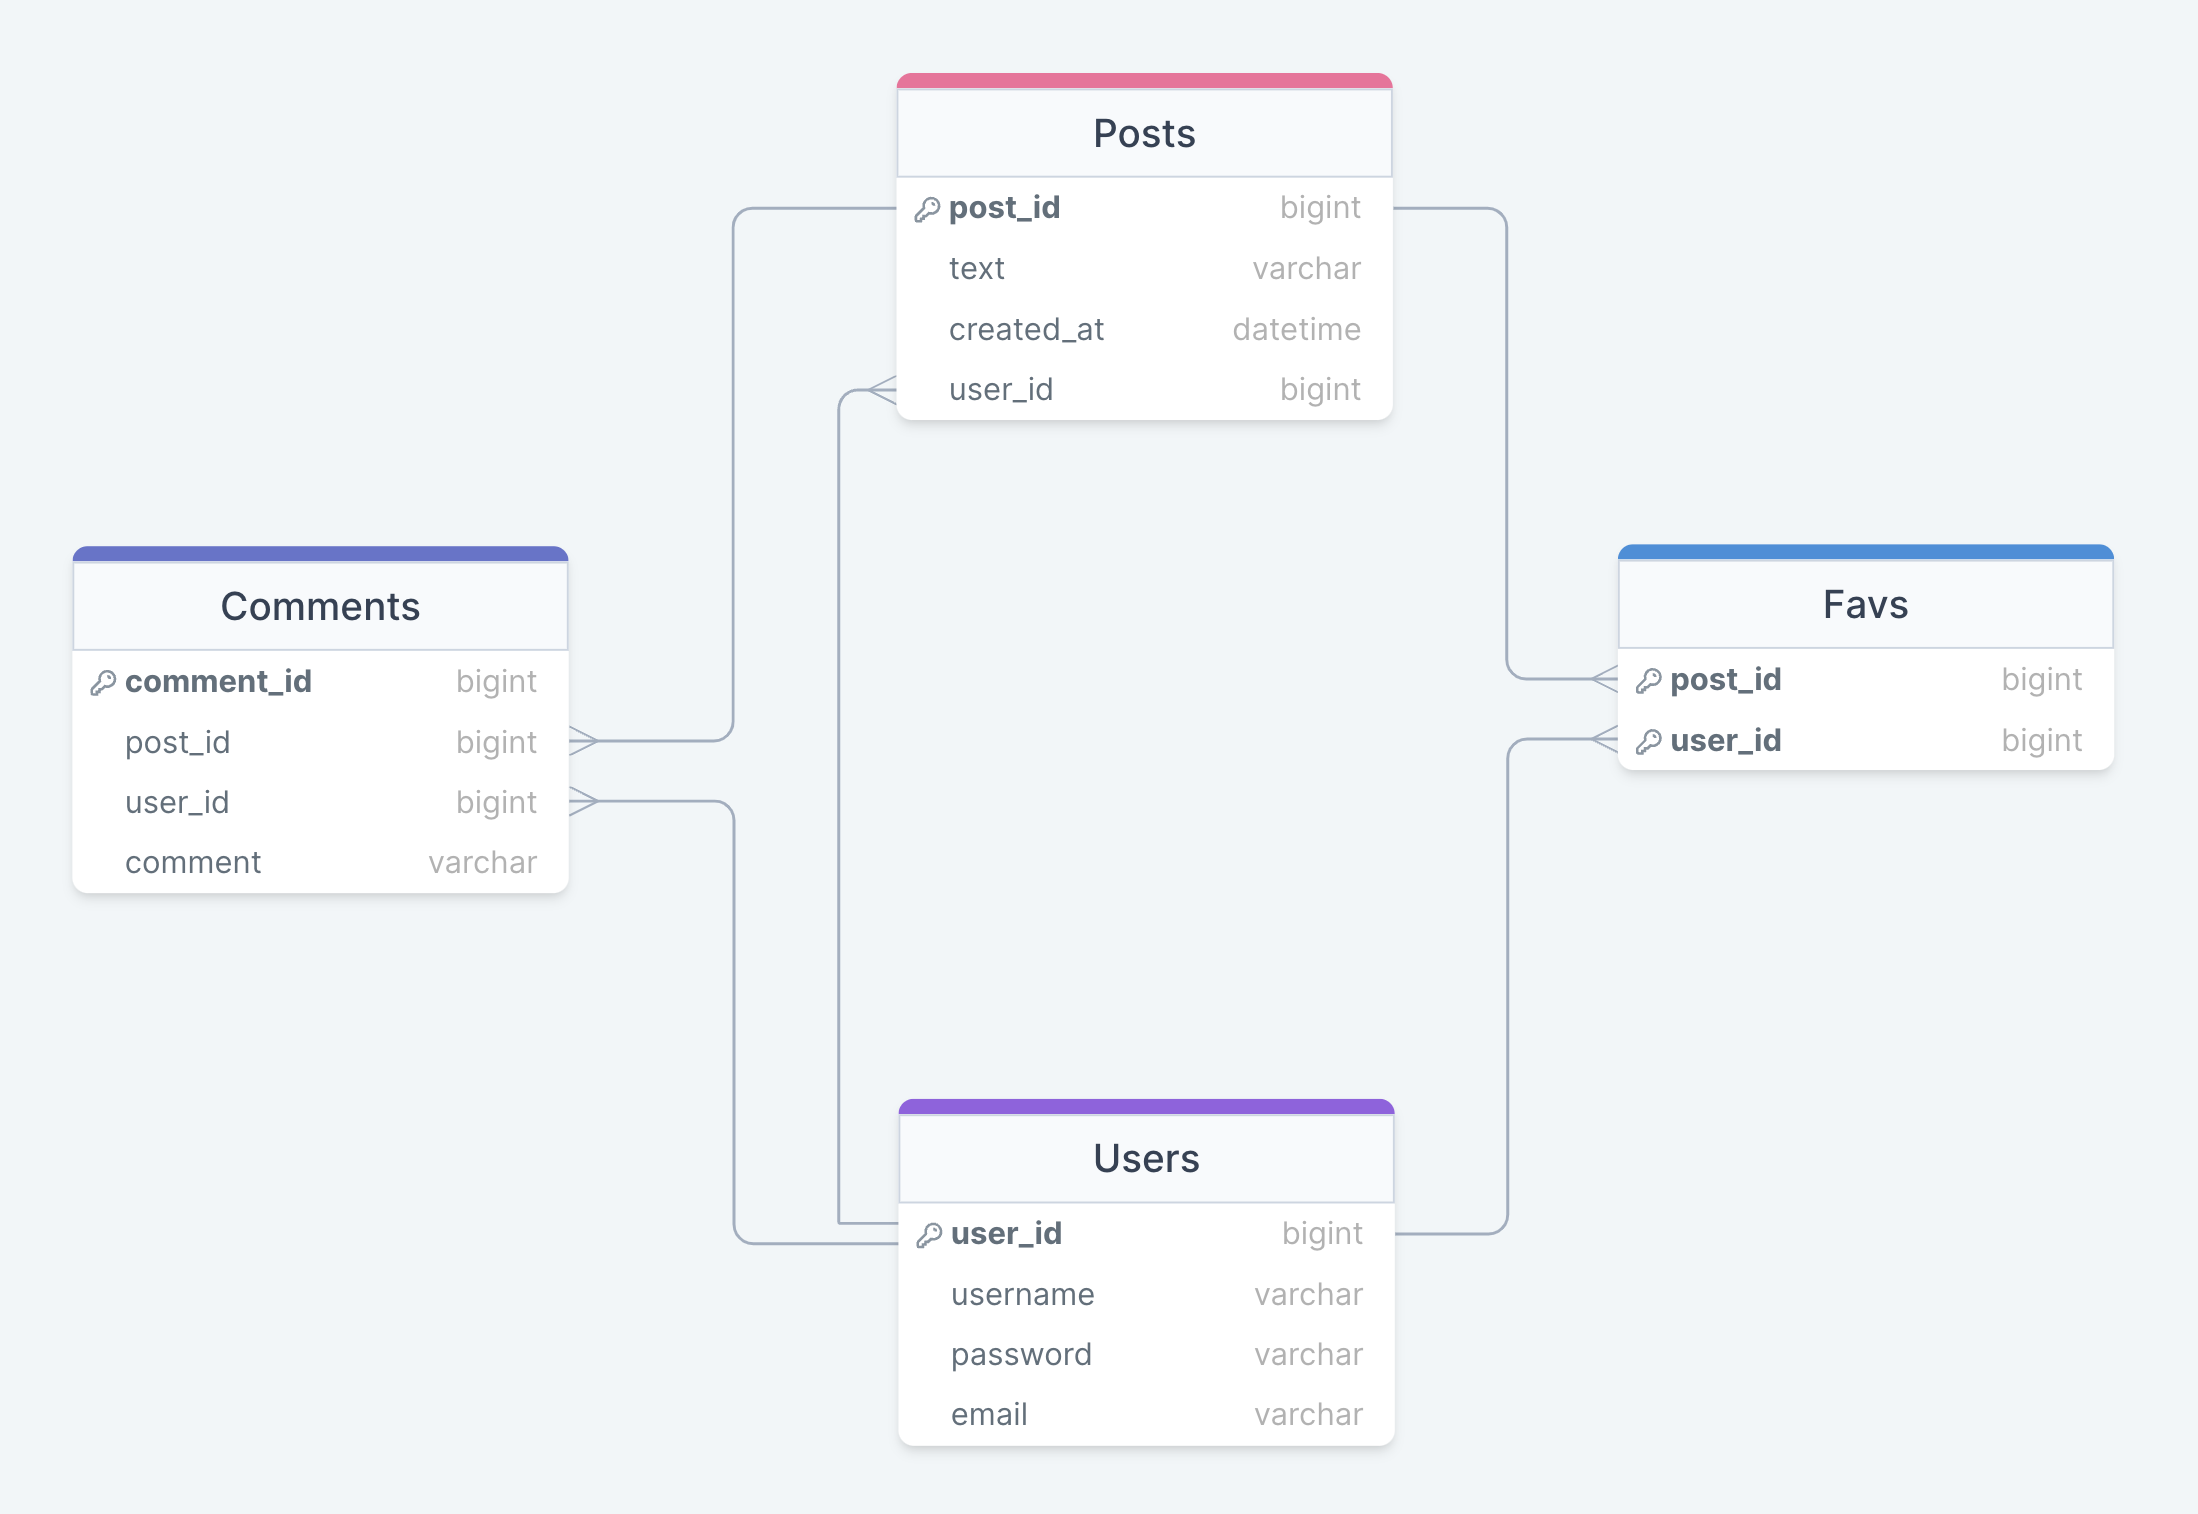 Posts
post_id bigint
text varchar
created_at datetime
user_id bigint
Comments
comment_id bigint
post_id bigint
user_id bigint
comment varchar
Favs
post_id bigint
user_id bigint
Users
user_id bigint
username varchar
password varchar
email varchar